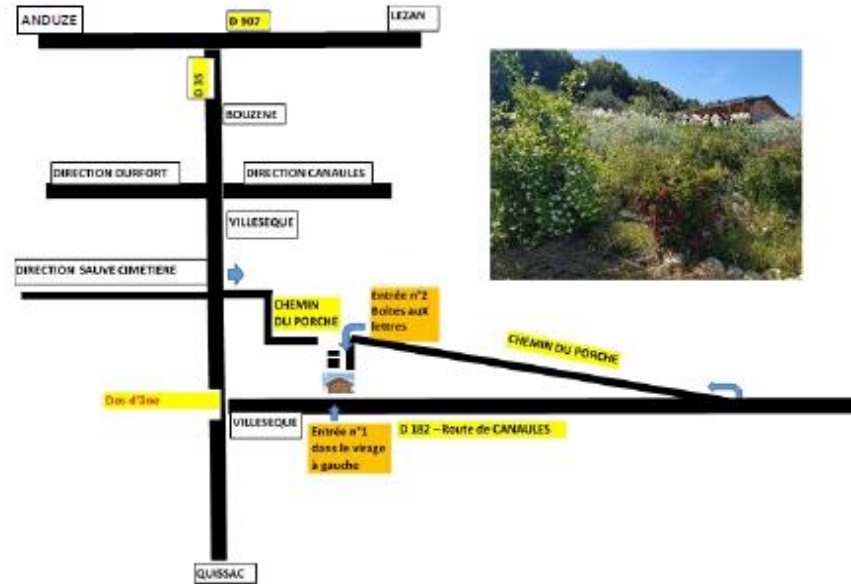 ANDUZE
D 907
LEZAN
D 35
BOUZENE
DIRECTION DURFORT
DIRECTION CANAULES
VILLESEQUE
DIRECTION SAUVE CIMETIERE
CHEMIN
DU PORCHE
Entrée n°2
Boites auX
lettres
CHEMIN DU PORCHE
Dos d'âne
VILLESEQUE
Entrée n°1
dans le virage
à gauche
D 182 – Route de CANAULES
QUISSAC